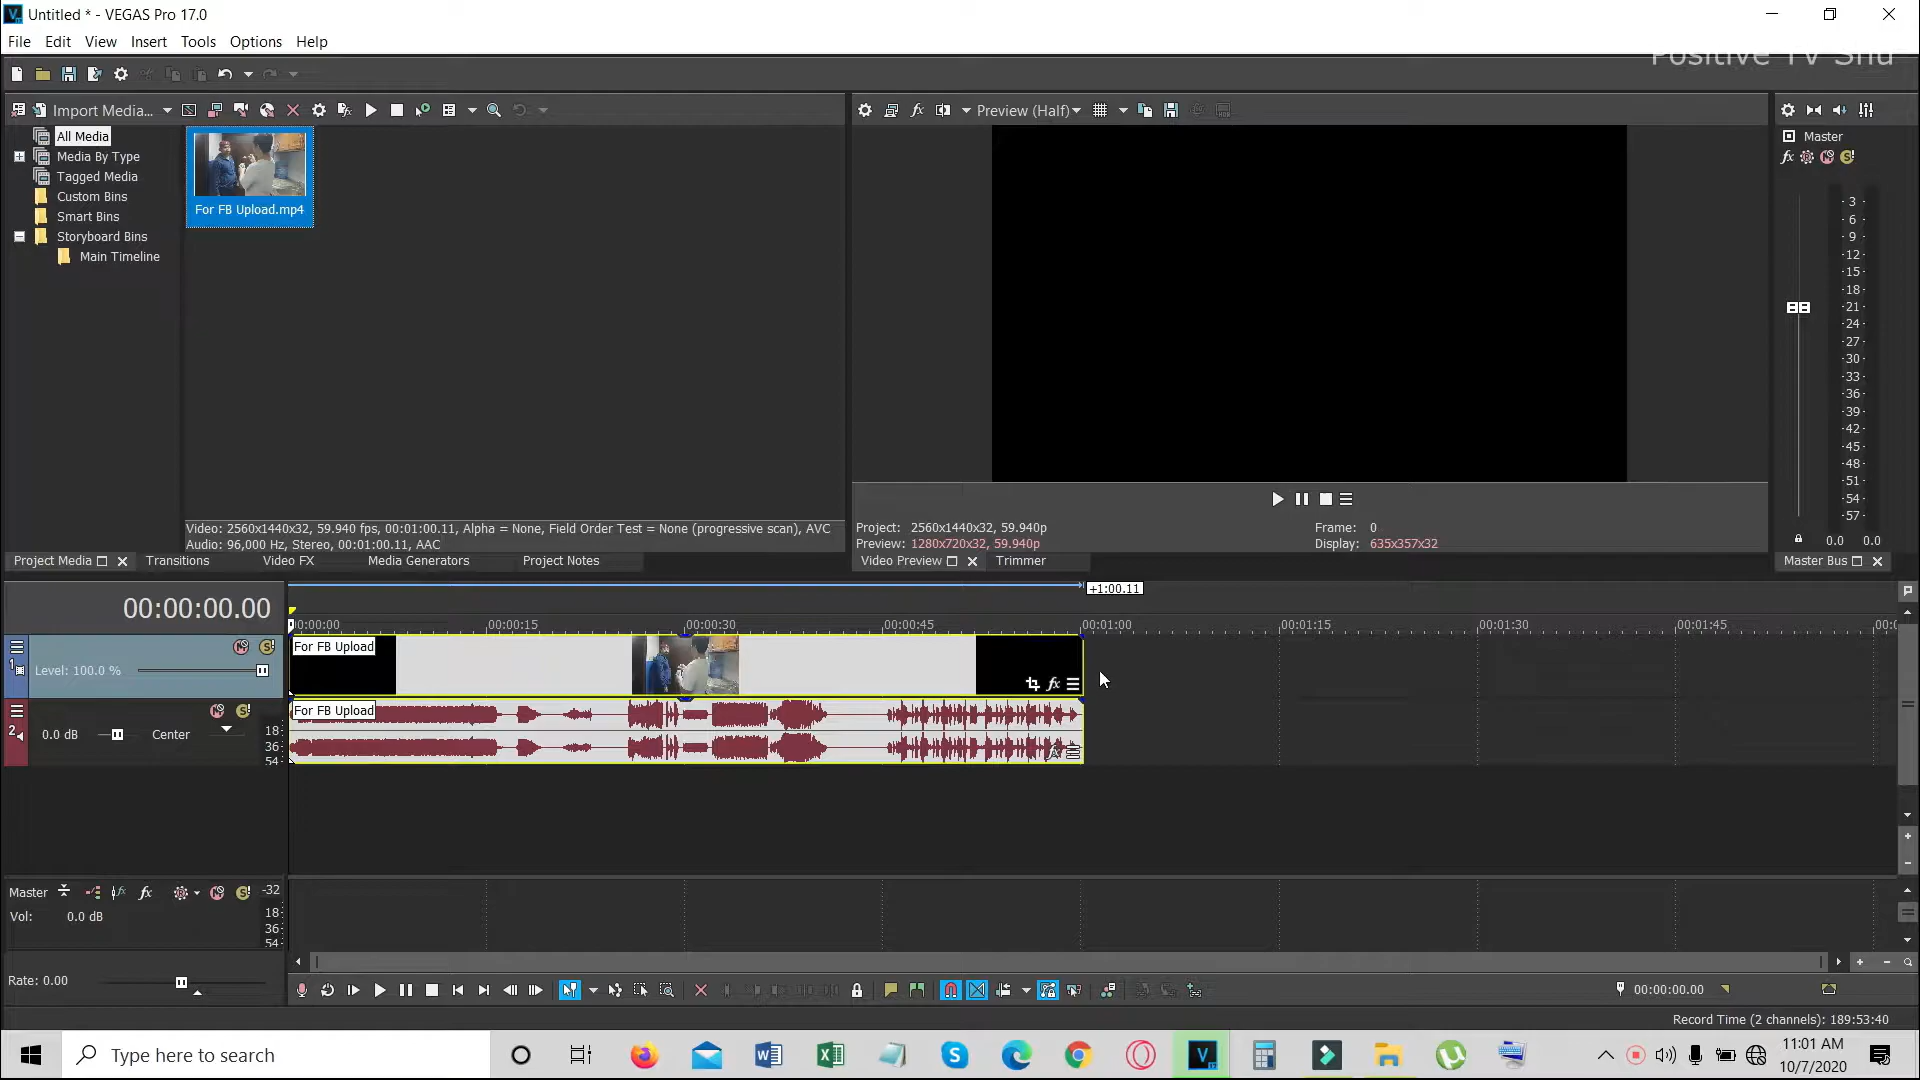 Untitled * - VEGAS Pro 17.0
File Edit View Insert Tools Options Help
Positive TV Shu
Import Media... Preview (Half)
All Media
Media By Type
Tagged Media
Custom Bins
Smart Bins
Storyboard Bins
Main Timeline
For FB Upload.mp4
Master
3
6
9
12
15
18
21
24
27
30
33
36
39
42
45
48
51
54
57
0.0 0.0
Video: 2560x1440x32, 59.940 fps, 00:01:00.11, Alpha = None, Field Order Test = None (progressive scan), AVC
Audio: 96,000 Hz, Stereo, 00:01:00.11, AAC
Project: 2560x1440x32, 59.940p Frame: 0
Preview: 1280x720x32, 59.940p Display: 635x357x32
Project Media Transitions Video FX Media Generators Project Notes Video Preview Trimmer Master Bus
+1:00.11
00:00:00.00
00:00:00 00:00:15 00:00:30 00:00:45 00:01:00 00:01:15 00:01:30 00:01:45
1 Level: 100.0 % For FB Upload
2 0.0 dB Center 18 36 54 For FB Upload
Master -32
Vol: 0.0 dB 18
36
54
Rate: 0.00
00:00:00.00
Record Time (2 channels): 189:53:40
Type here to search
11:01 AM
10/7/2020